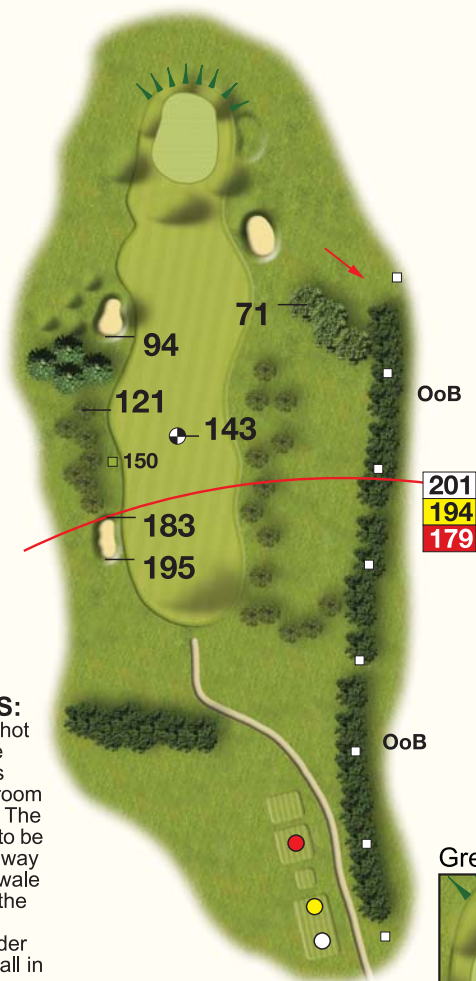 71
94
OoB
121
143
150
201
194
179
183
195
S:
hot
e
s
room
The
to be
way
wale
the
der
all in
OoB
Gre